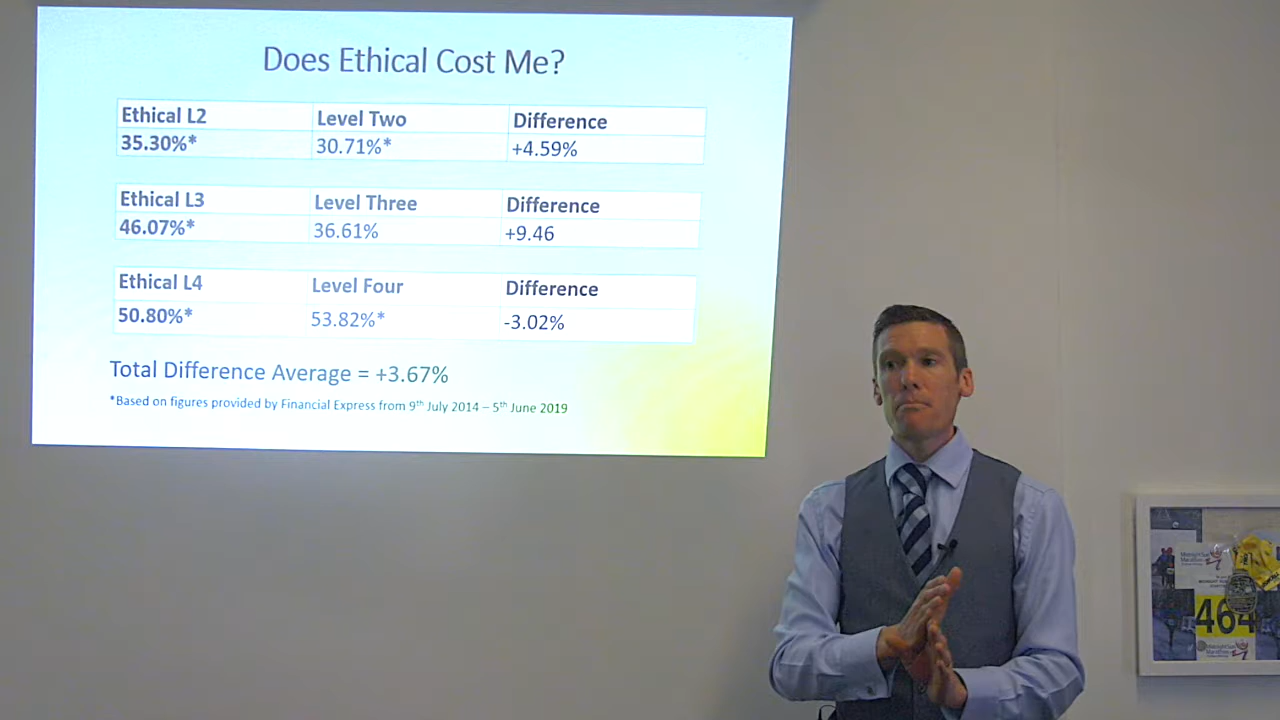 Does Ethical Cost Me?
Ethical L2 Level Two Difference
35.30%* 30.71%* +4.59%
Ethical L3 Level Three Difference
46.07%* 36.61% +9.46
Ethical L4 Level Four Difference
50.80%* 53.82%* -3.02%
Total Difference Average = +3.67%
*Based on figures provided by Financial Express from 9th July 2014 – 5th June 2019
464